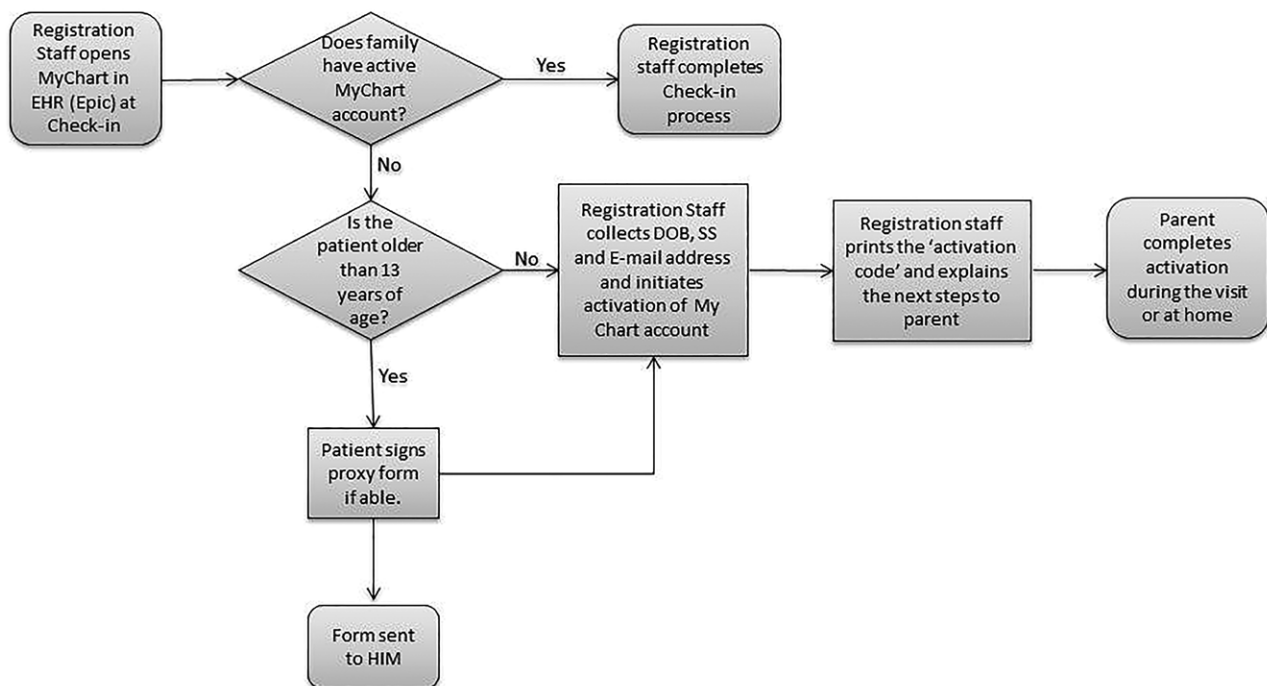 Registration
Staff opens
MyChart in
EHR (Epic) at
Check-in
Does family
have active
MyChart
account?
Yes
Registration
staff completes
Check-in
process
No
Is the
patient older
than 13
years of
age?
No
Registration Staff
collects DOB, SS
and E-mail address
and initiates
activation of My
Chart account
Registration staff
prints the ‘activation
code’ and explains
the next steps to
parent
Parent
completes
activation
during the visit
or at home
Yes
Patient signs
proxy form
if able.
Form sent
to HIM